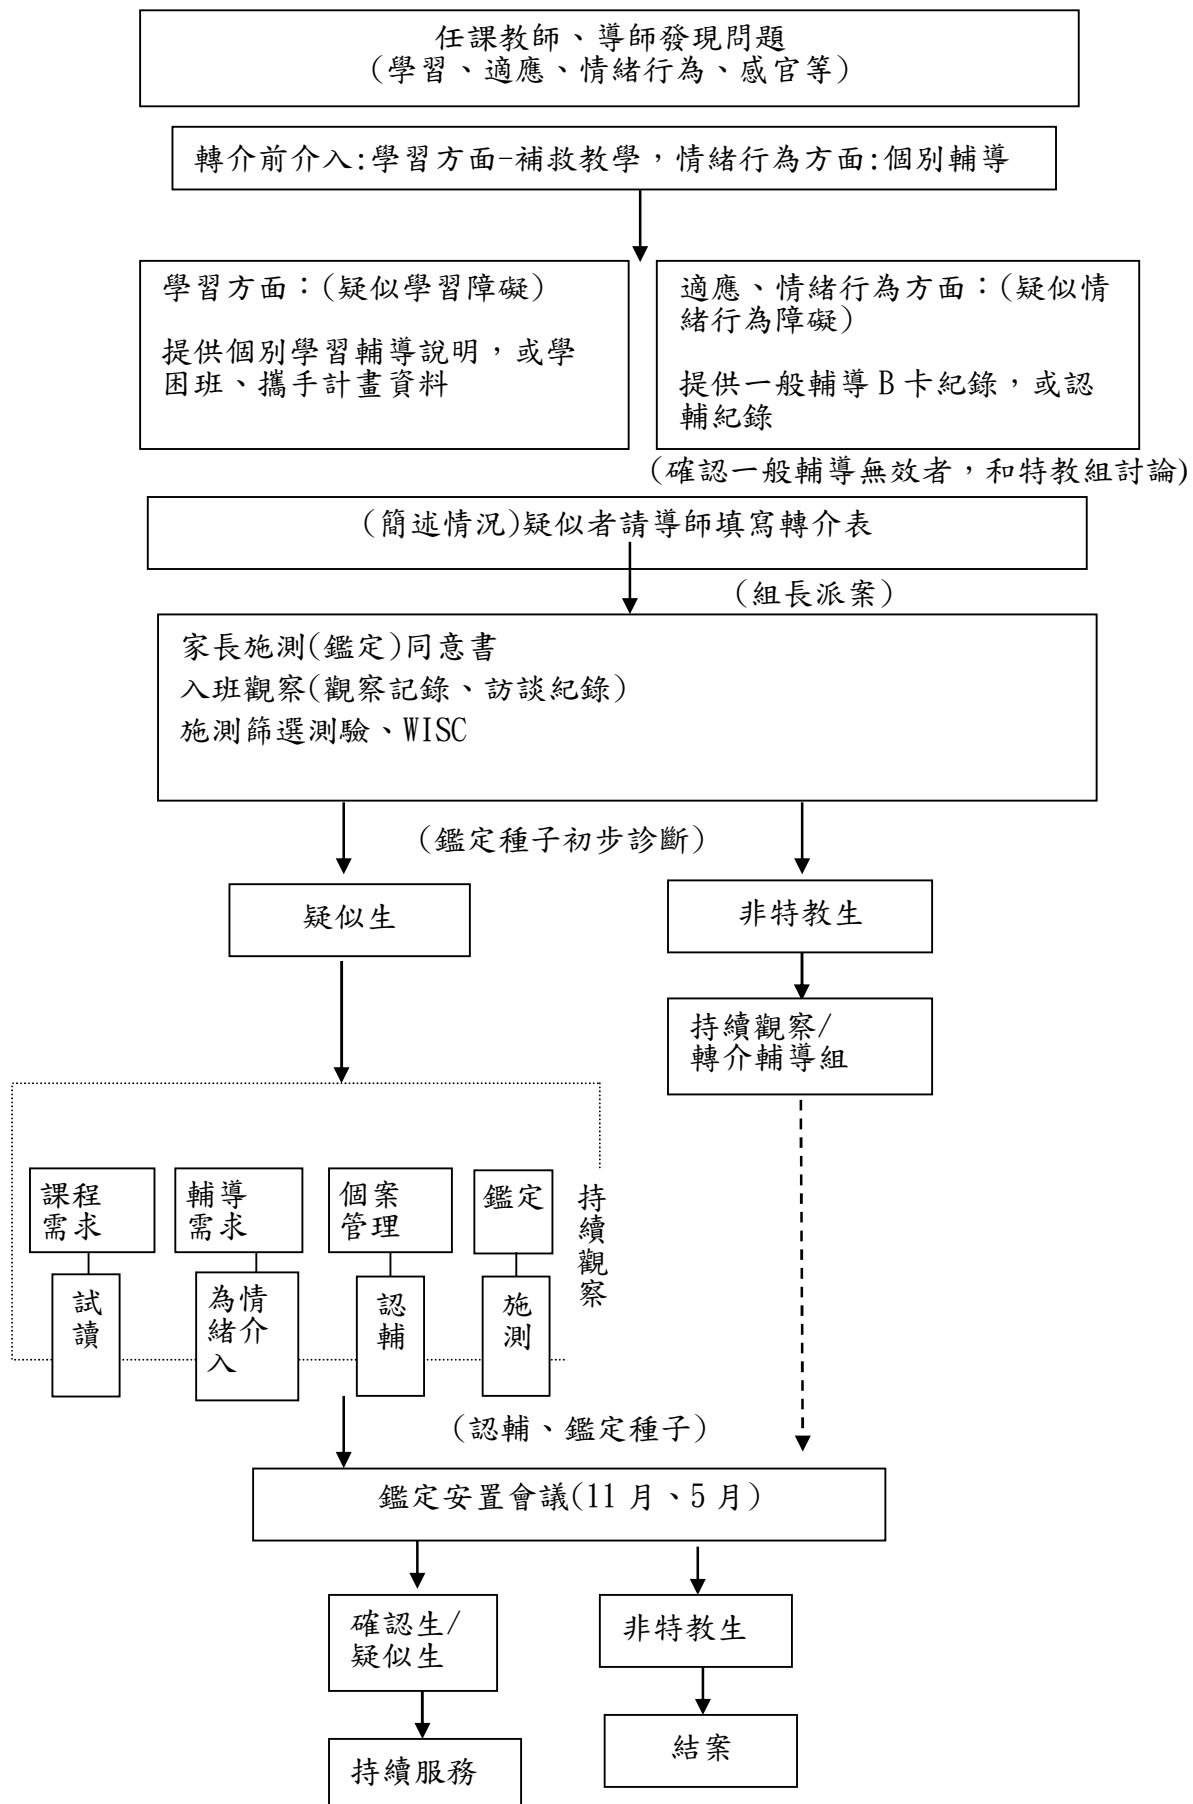 任課教師、導師發現問題
(學習、適應、情緒行為、感官等)
轉介前介入:學習方面-補救教學，情緒行為方面:個別輔導
學習方面：(疑似學習障礙)
提供個別學習輔導說明，或學
困班、攜手計畫資料
適應、情緒行為方面：(疑似情
緒行為障礙)
提供一般輔導 B 卡紀錄，或認
輔紀錄
(確認一般輔導無效者，和特教組討論)
(簡述情況)疑似者請導師填寫轉介表
(組長派案)
家長施測(鑑定)同意書
入班觀察(觀察記錄、訪談紀錄)
施測篩選測驗、WISC
(鑑定種子初步診斷)
疑似生
非特教生
持續觀察/
轉介輔導組
課程
需求
輔導
需求
個案
管理
鑑定
持續觀察
試讀
為情
緒介
入
認輔
施測
(認輔、鑑定種子)
鑑定安置會議(11 月、5 月)
確認生/
疑似生
非特教生
持續服務
結案